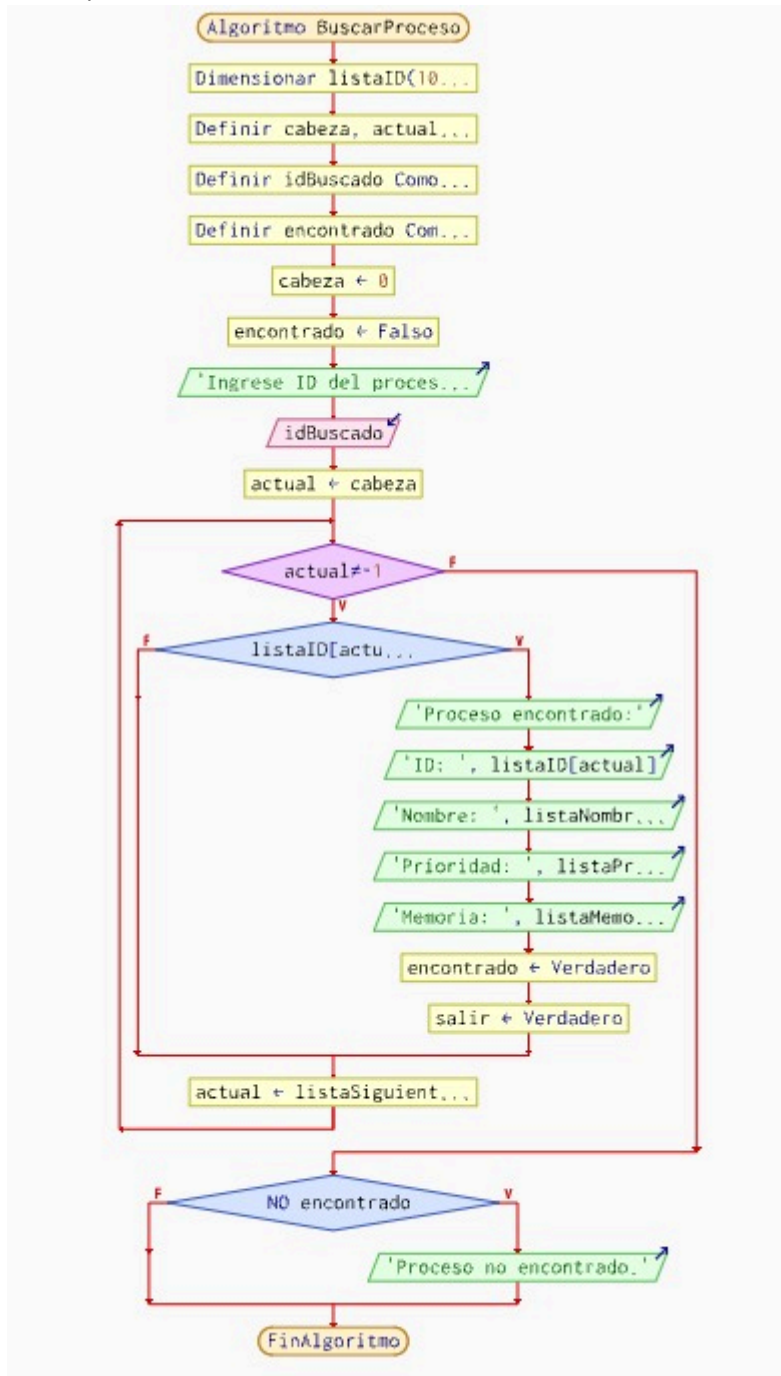 Algoritmo BuscarProceso
Dimensionar listaID(10...
Definir cabeza, actual...
Definir idBuscado Como...
Definir encontrado Com...
cabeza ← 0
encontrado ← Falso
'Ingrese ID del proces...
idBuscado
actual ← cabeza
actual≠-1
F
V
F
listaID[actu...
V
'Proceso encontrado:'
'ID: ', listaID[actual]
'Nombre: ', listaNombr...
'Prioridad: ', listaPr...
'Memoria: ', listaMemo...
encontrado ← Verdadero
salir ← Verdadero
actual ← listaSiguient...
F
NO encontrado
V
'Proceso no encontrado.'
FinAlgoritmo